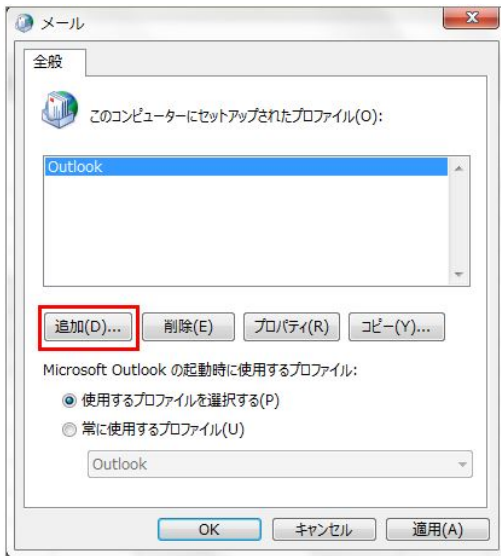 メール
全般
このコンピューターにセットアップされたプロファイル(O):
Outlook
追加(D)... 削除(E) プロパティ(R) コピー(Y)...
Microsoft Outlook の起動時に使用するプロファイル:
使用するプロファイルを選択する(P)
常に使用するプロファイル(U)
Outlook
OK キャンセル 適用(A)